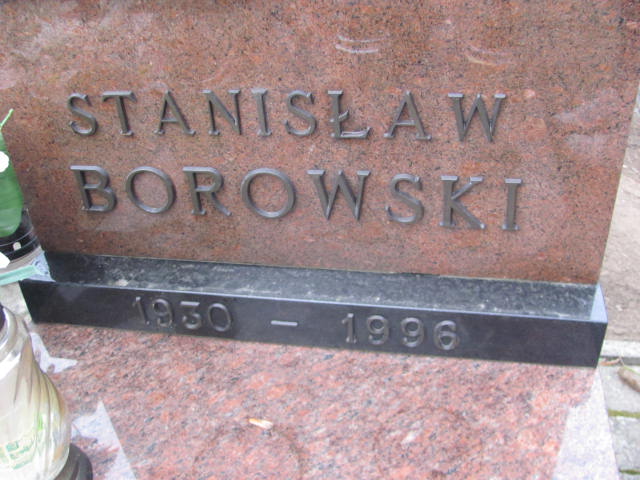 STANISŁAW
BOROWSKI
1930 – 1996